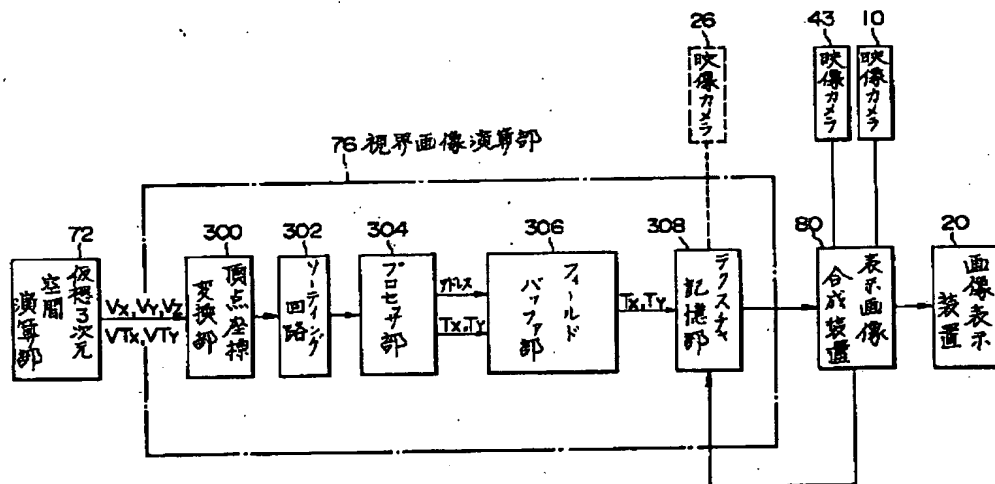 26
映像カメラ
43
映像カメラ
10
映像カメラ
76 視界画像演算部
72
仮想3次元
空間
演算部
VX,VY,VZ
VTX,VTY
300
頂点座標
変換部
302
ソーティング
回路
304
プロセッサ部
アドレス
TX,TY
306
フィールド
バッファ部
TX,TY
308
テクスチャ
記憶部
80
表示画像
合成装置
20
画像表示
装置